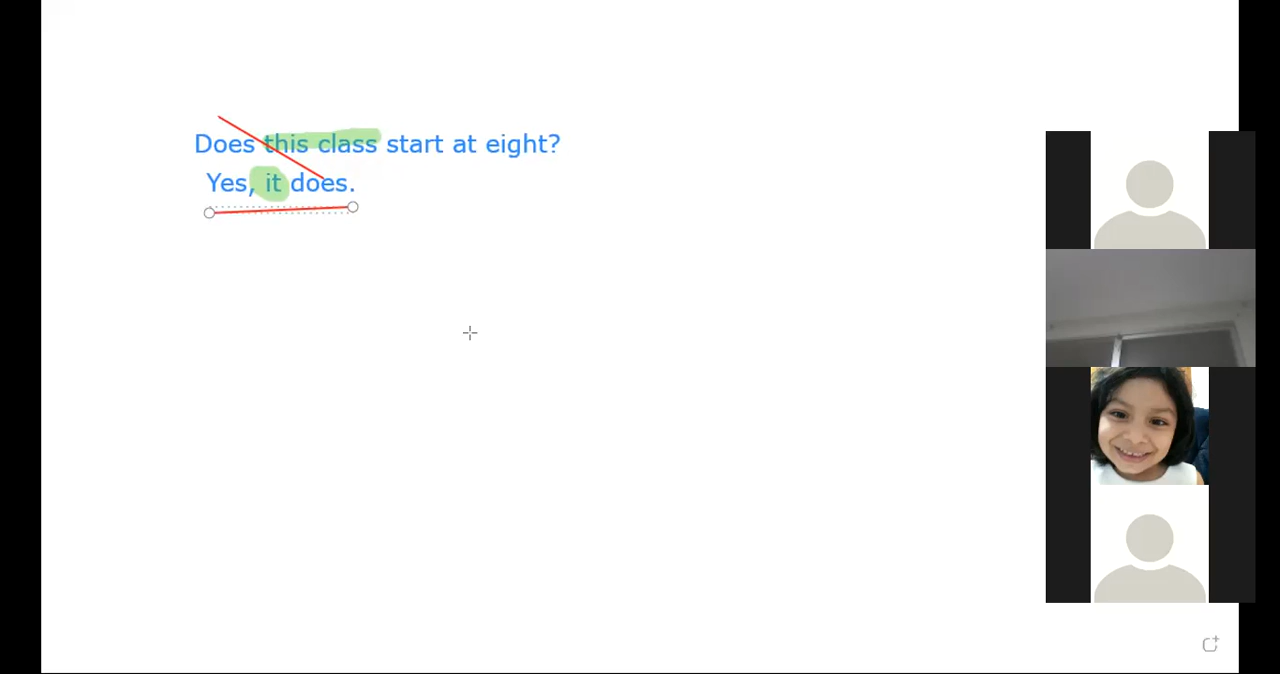 Does this class start at eight?
Yes, it does.